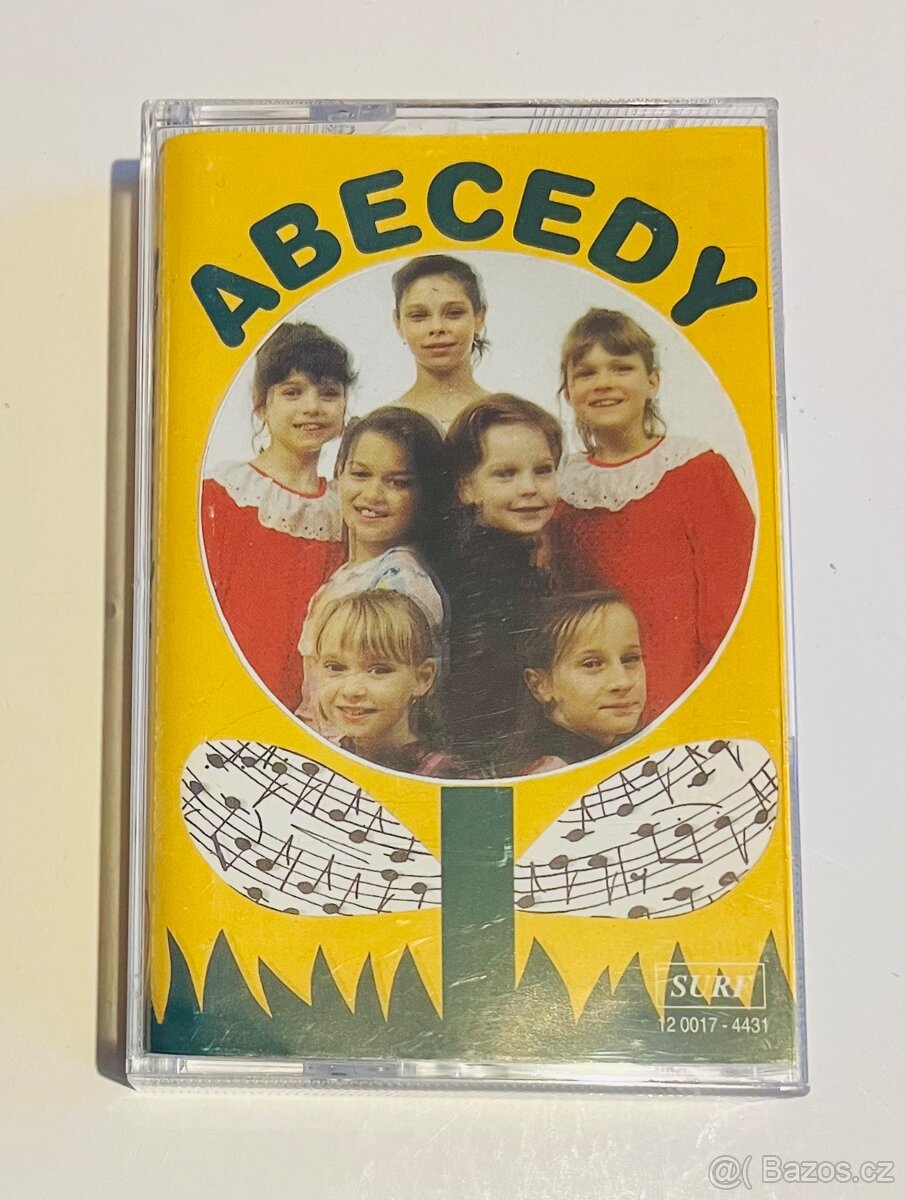 ABECEDY
SURF
12 0017 - 4431
@( Bazos.cz